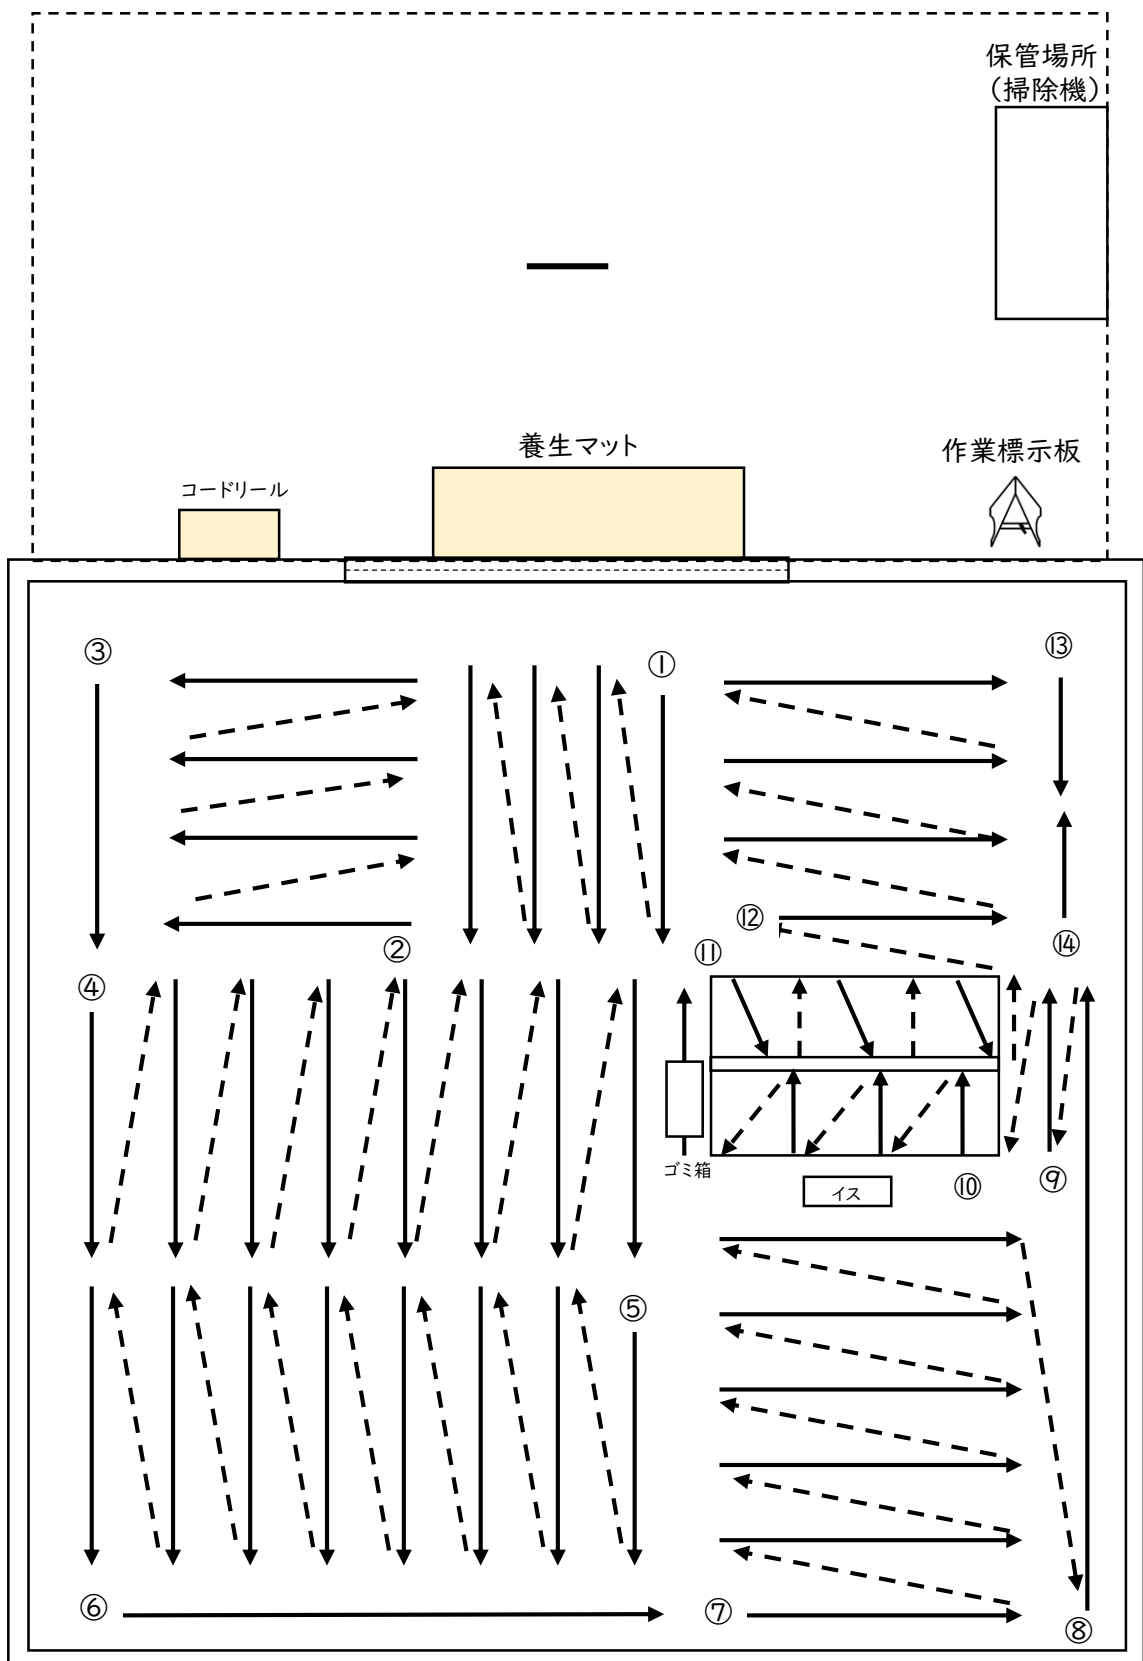 保管場所
(掃除機)
養生マット
作業標示板
コードリール
③
①
⑬
②
⑫
⑪
⑭
④
ゴミ箱
イス
⑩
⑨
⑤
⑥
⑦
⑧